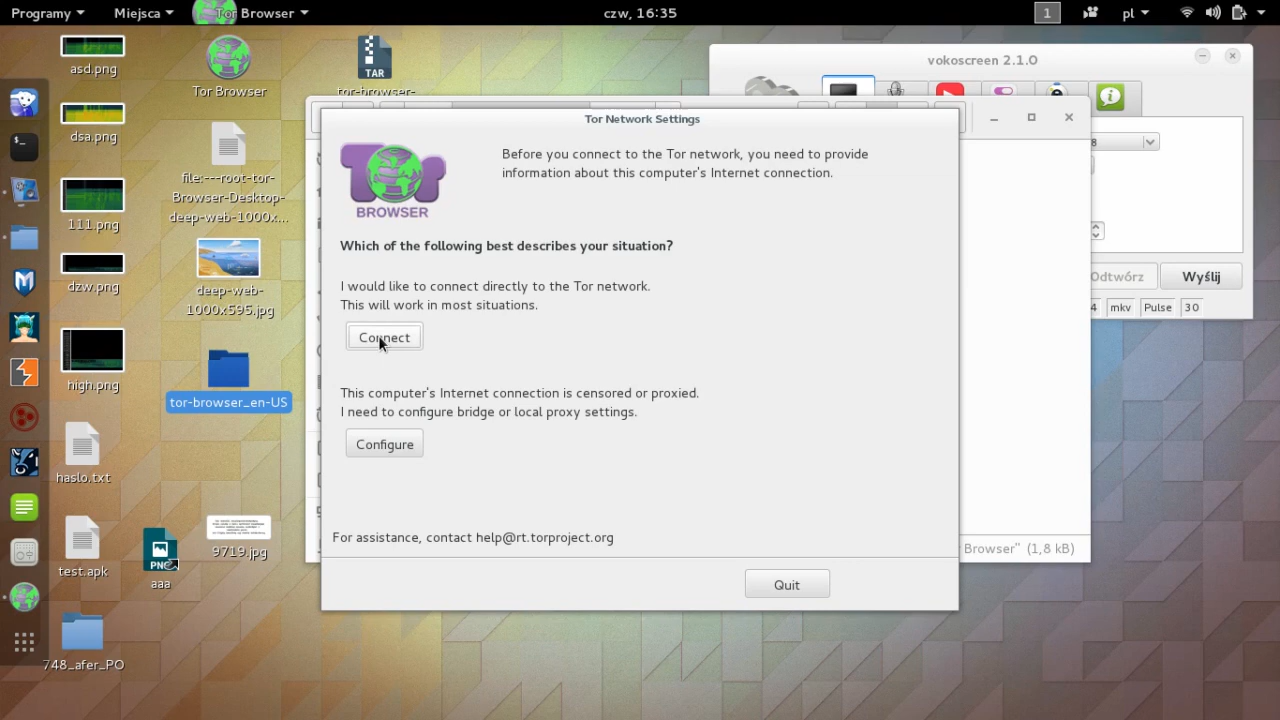 Programy
Miejsca
Tor Browser
czw, 16:35
1
pl
asd.png
Tor Browser
TAR
tor-browser-
vokoscreen 2.1.0
dsa.png
file:---root-tor-
Browser-Desktop-
deep-web-1000x...
111.png
dzw.png
deep-web-
1000x595.jpg
high.png
tor-browser_en-US
haslo.txt
test.apk
PNG
aaa
9719.jpg
748_afer_PO
Tor Network Settings
Tor
BROWSER
Before you connect to the Tor network, you need to provide
information about this computer's Internet connection.
Which of the following best describes your situation?
I would like to connect directly to the Tor network.
This will work in most situations.
Connect
This computer's Internet connection is censored or proxied.
I need to configure bridge or local proxy settings.
Configure
For assistance, contact help@rt.torproject.org
Quit
8
Odtwórz
Wyślij
4
mkv
Pulse
30
Browser" (1,8 kB)